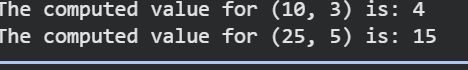 The computed value for (10, 3) is: 4
The computed value for (25, 5) is: 15